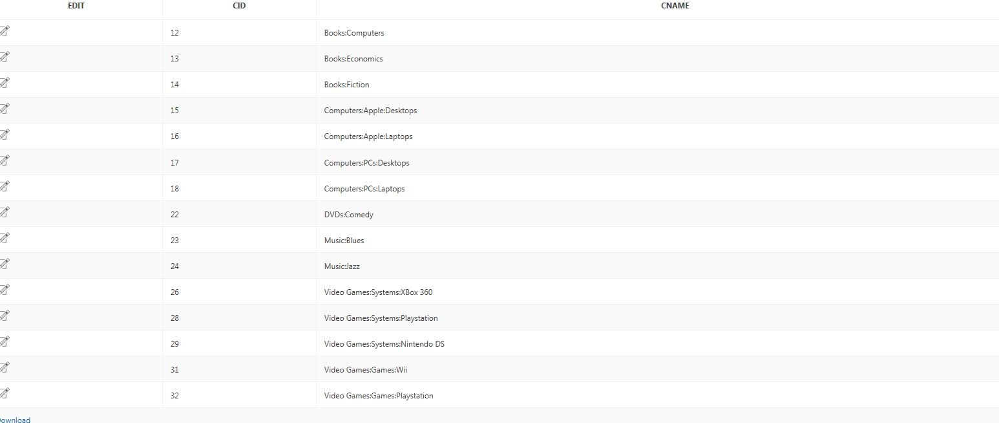 EDIT CID CNAME
12 Books:Computers
13 Books:Economics
14 Books:Fiction
15 Computers:Apple:Desktops
16 Computers:Apple:Laptops
17 Computers:PCs:Desktops
18 Computers:PCs:Laptops
22 DVDs:Comedy
23 Music:Blues
24 Music:Jazz
26 Video Games:Systems:XBox 360
28 Video Games:Systems:Playstation
29 Video Games:Systems:Nintendo DS
31 Video Games:Games:Wii
32 Video Games:Games:Playstation
Download